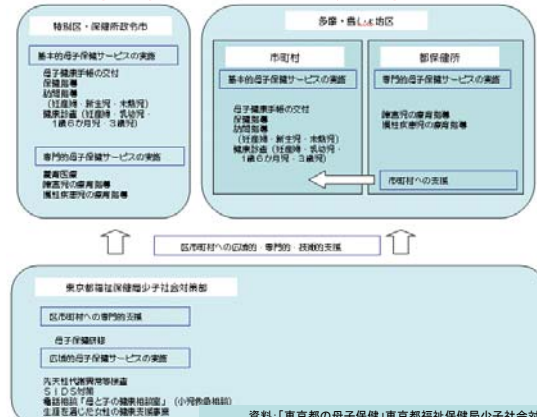 特別区・保健所政令市
基本的母子保健サービスの実施
母子健康手帳の交付
保健指導
訪問指導
(妊産婦・新生児・未熟児)
健康診査(妊産婦・乳幼児・
1歳6か月児・3歳児)
専門的母子保健サービスの実施
養育医療
障害児の療育指導
慢性疾患児の療育指導
多摩・島しょ地区
市町村
基本的母子保健サービスの実施
母子健康手帳の交付
保健指導
訪問指導
(妊産婦・新生児・未熟児)
健康診査(妊産婦・乳幼児・
1歳6か月児・3歳児)
都保健所
専門的母子保健サービスの実施
障害児の療育指導
慢性疾患児の療育指導
市町村への支援
区市町村への広域的・専門的・技術的支援
東京都福祉保健局少子社会対策部
区市町村への専門的支援
母子保健研修
広域的母子保健サービスの実施
先天性代謝異常等検査
SIDS対策
電話相談「母と子の健康相談室」(小児救急相談)
生涯を通じた女性の健康支援事業
資料:「東京都の母子保健」東京都福祉保健局少子社会対